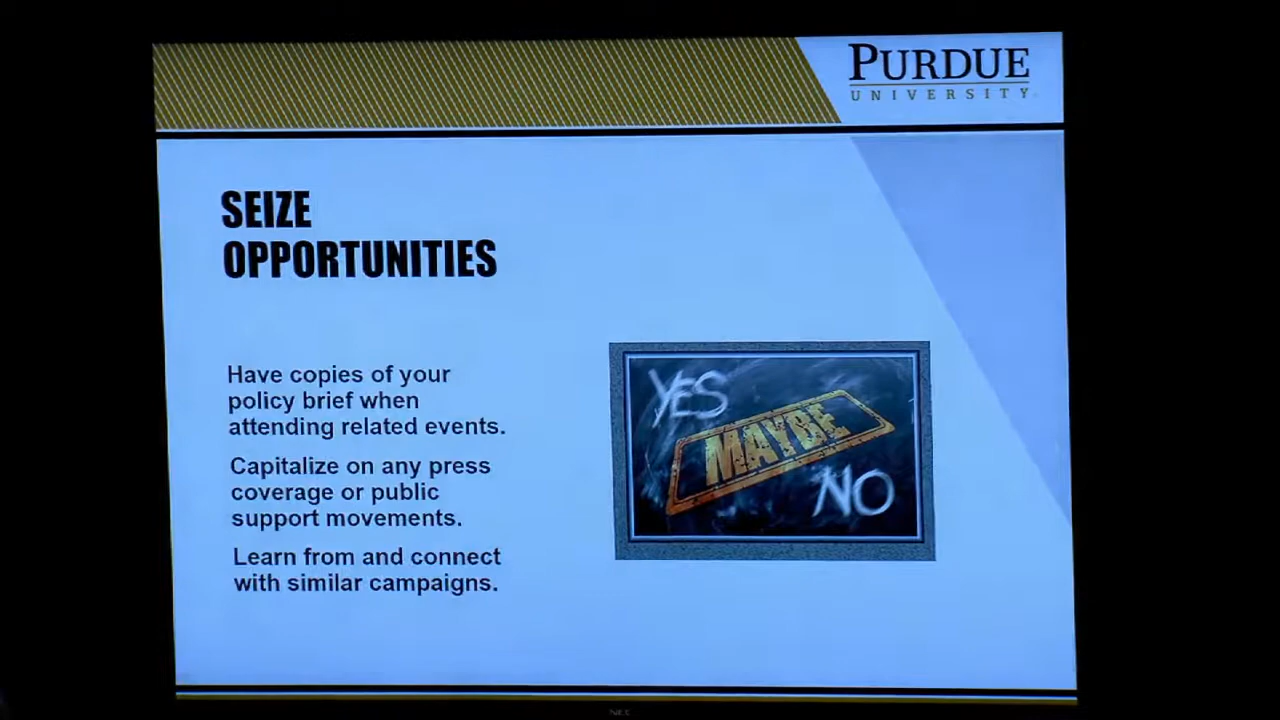 PURDUE
UNIVERSITY
SEIZE
OPPORTUNITIES
Have copies of your
policy brief when
attending related events.
Capitalize on any press
coverage or public
support movements.
Learn from and connect
with similar campaigns.
YES
MAYBE
NO
NEC